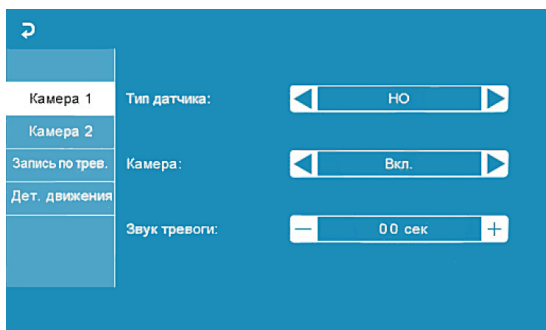 Камера 1
Тип датчика:
НО
Камера 2
Запись по трев.
Камера:
Вкл.
Дет. движения
Звук тревоги:
— 00 сек +